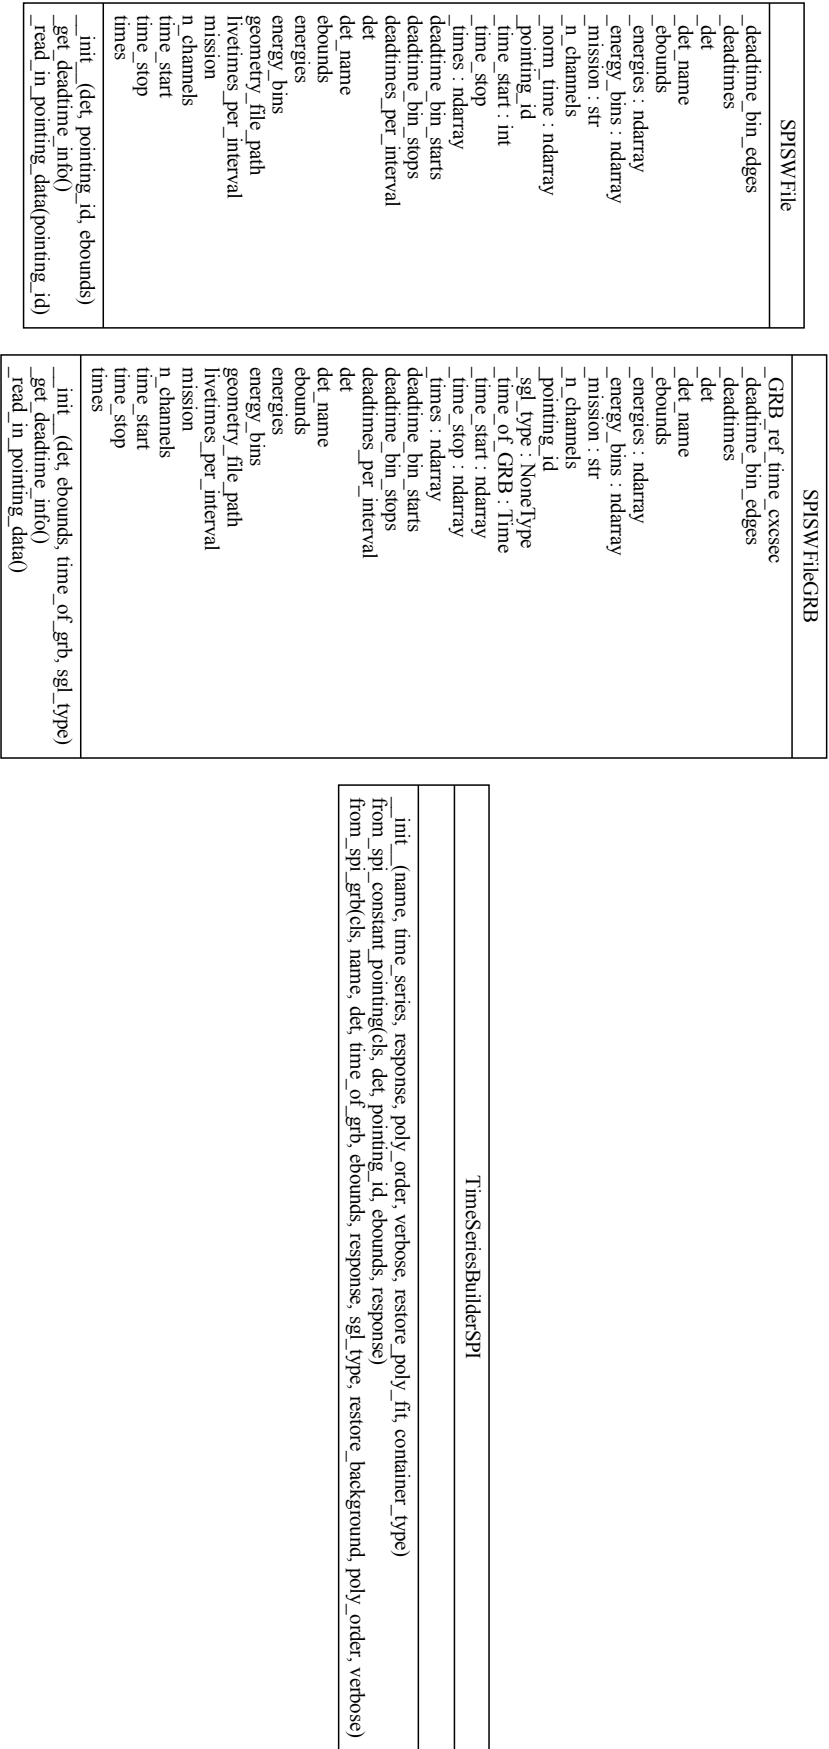 SPISWFile
_deadtime_bin_edges
_deadtimes
_det
_det_name
_ebounds
_energies : ndarray
_energy_bins : ndarray
_mission : str
_n_channels
_norm_time : ndarray
_pointing_id
_time_start : int
_time_stop
_times : ndarray
deadtime_bin_starts
deadtime_bin_stops
deadtimes_per_interval
det
det_name
ebounds
energies
energy_bins
geometry_file_path
livetimes_per_interval
mission
n_channels
time_start
time_stop
times
__init__(det, pointing_id, ebounds)
_get_deadtime_info()
_read_in_pointing_data(pointing_id)
SPISWFileGRB
_GRB_ref_time_cxcsec
_deadtime_bin_edges
_deadtimes
_det
_det_name
_ebounds
_energies : ndarray
_energy_bins : ndarray
_mission : str
_n_channels
_pointing_id
_sgl_type : NoneType
_time_of_GRB : Time
_time_start : ndarray
_time_stop : ndarray
_times : ndarray
deadtime_bin_starts
deadtime_bin_stops
deadtimes_per_interval
det
det_name
ebounds
energies
energy_bins
geometry_file_path
livetimes_per_interval
mission
n_channels
time_start
time_stop
times
__init__(det, ebounds, time_of_grb, sgl_type)
_get_deadtime_info()
_read_in_pointing_data()
TimeSeriesBuilderSPI
__init__(name, time_series, response, poly_order, verbose, restore_poly_fit, container_type)
from_spi_constant_pointing(cls, det, pointing_id, ebounds, response)
from_spi_grb(cls, name, det, time_of_grb, ebounds, response, sgl_type, restore_background, poly_order, verbose)